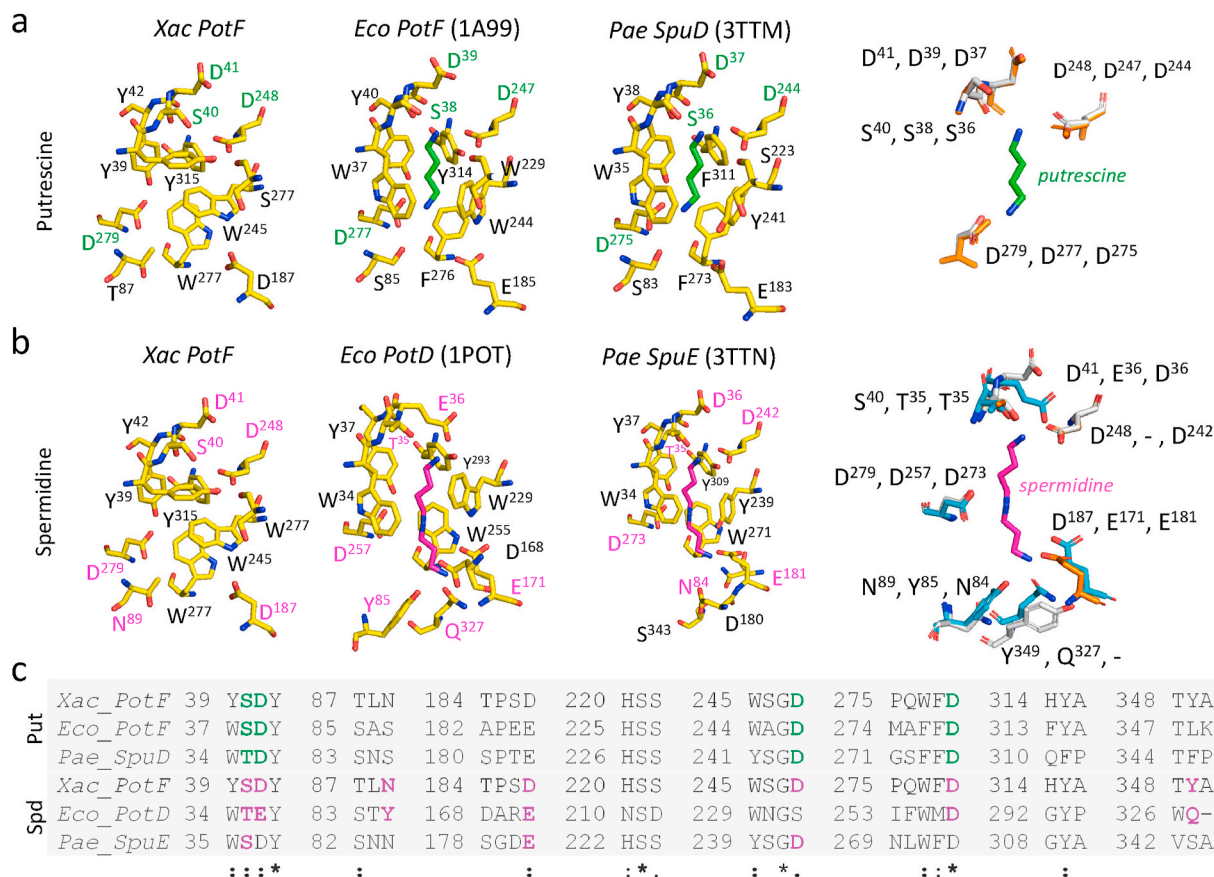 a
Xac PotF Eco PotF (1A99) Pae SpuD (3TTM)
Putrescine
D⁴¹
Y⁴²
S⁴⁰
D²⁴⁸
Y³⁹
Y³¹⁵
S²⁷⁷
D²⁷⁹
W²⁴⁵
T⁸⁷
W²⁷⁷
D¹⁸⁷
D³⁹
Y⁴⁰
S³⁸
D²⁴⁷
W³⁷
Y³¹⁴
W²²⁹
D²⁷⁷
W²⁴⁴
S⁸⁵
F²⁷⁶
E¹⁸⁵
D³⁷
Y³⁸
S³⁶
D²⁴⁴
W³⁵
S²²³
F³¹¹
Y²⁴¹
D²⁷⁵
S⁸³
F²⁷³
E¹⁸³
D⁴¹, D³⁹, D³⁷
D²⁴⁸, D²⁴⁷, D²⁴⁴
S⁴⁰, S³⁸, S³⁶
putrescine
D²⁷⁹, D²⁷⁷, D²⁷⁵
b
Xac PotF Eco PotD (1POT) Pae SpuE (3TTN)
Spermidine
D⁴¹
Y⁴²
S⁴⁰
D²⁴⁸
Y³⁹
Y³¹⁵
W²⁷⁷
D²⁷⁹
W²⁴⁵
N⁸⁹
W²⁷⁷
D¹⁸⁷
E³⁶
Y³⁷
T³⁵
Y²⁹³
W³⁴
W²²⁹
W²⁵⁵
D²⁵⁷
D¹⁶⁸
E¹⁷¹
Y⁸⁵
Q³²⁷
D³⁶
Y³⁷
D²⁴²
T³⁵
Y³⁰⁹
W³⁴
Y²³⁹
D²⁷³
W²⁷¹
N⁸⁴
E¹⁸¹
S³⁴³
D¹⁸⁰
D⁴¹, E³⁶, D³⁶
S⁴⁰, T³⁵, T³⁵
D²⁴⁸, -, D²⁴²
D²⁷⁹, D²⁵⁷, D²⁷³
spermidine
D¹⁸⁷, E¹⁷¹, E¹⁸¹
N⁸⁹, Y⁸⁵, N⁸⁴
Y³⁴⁹, Q³²⁷, -
c
Put
Xac_PotF 39 YSDY 87 TLN 184 TPSD 220 HSS 245 WSGD 275 PQWFD 314 HYA 348 TYA
Eco_PotF 37 WSDY 85 SAS 182 APEE 225 HSS 244 WAGD 274 MAFFD 313 FYA 347 TLK
Pae_SpuD 34 WTDY 83 SNS 180 SPTE 226 HSS 241 YSGD 271 GSFFD 310 QFP 344 TFP
Spd
Xac_PotF 39 YSDY 87 TLN 184 TPSD 220 HSS 245 WSGD 275 PQWFD 314 HYA 348 TYA
Eco_PotD 34 WTEY 83 STY 168 DARE 210 NSD 229 WNGS 253 IFWMD 292 GYP 326 WQ-
Pae_SpuE 35 WSDY 82 SNN 178 SGDE 222 HSS 239 YSGD 269 NLWFD 308 GYA 342 VSA
:::* : : :*. : *. ::* :